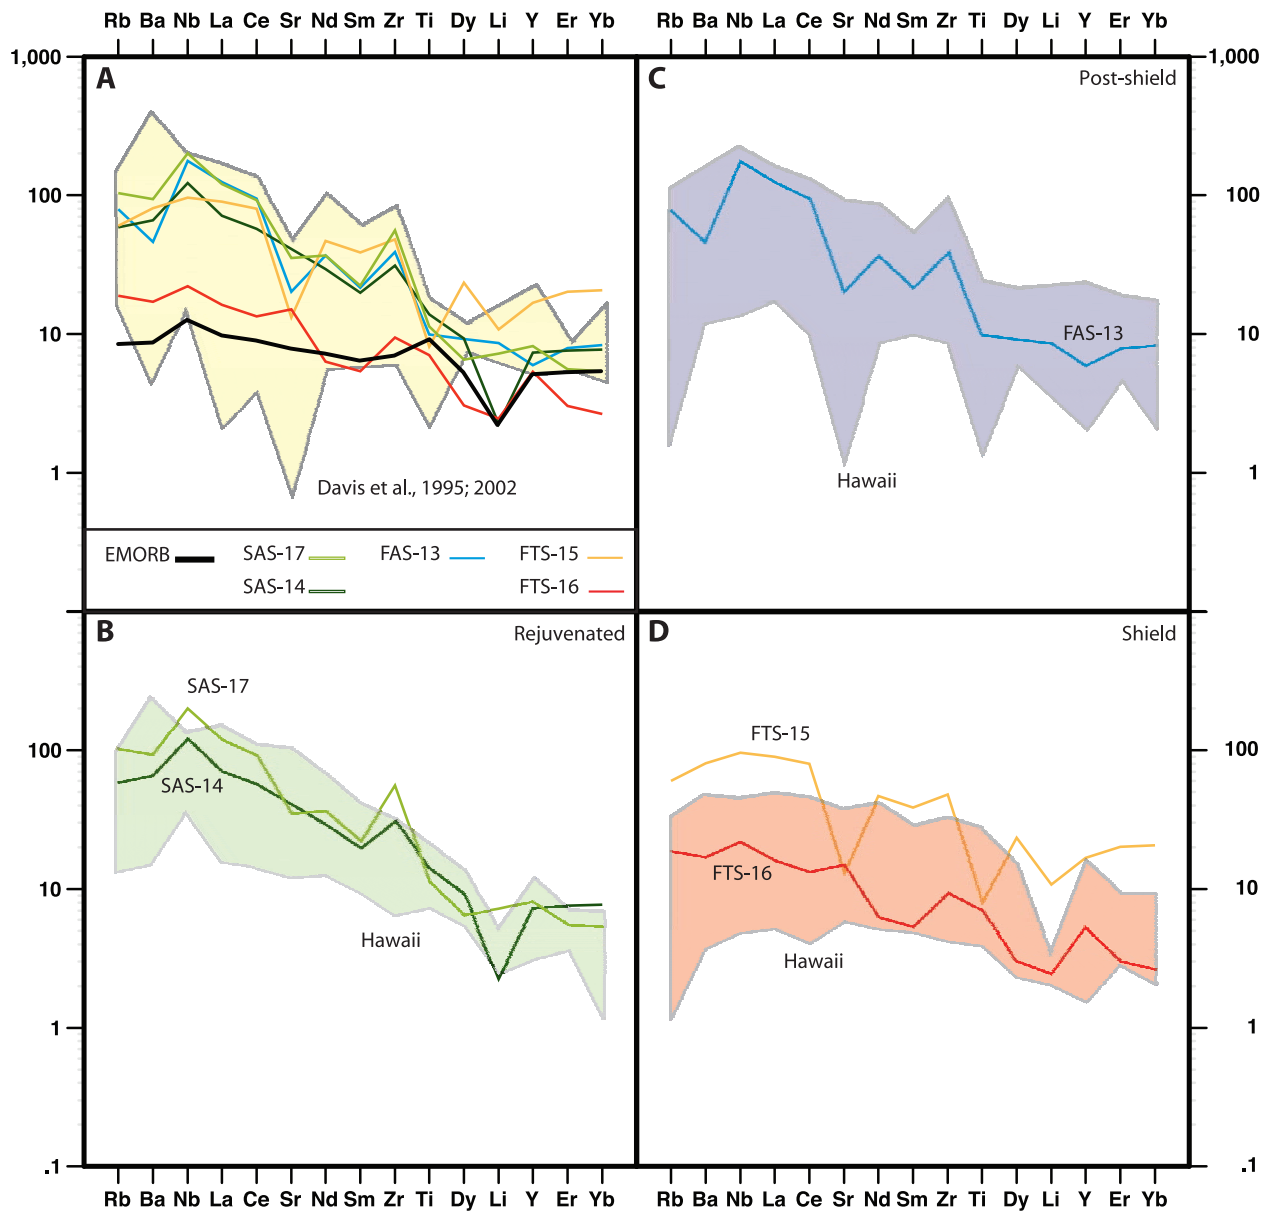 Rb Ba Nb La Ce Sr Nd Sm Zr Ti Dy Li Y Er Yb Rb Ba Nb La Ce Sr Nd Sm Zr Ti Dy Li Y Er Yb
1,000 1,000
A
C Post-shield
100 100
10 10
FAS-13
1 1
Hawaii
Davis et al., 1995; 2002
EMORB SAS-17 FAS-13 FTS-15
SAS-14 FTS-16
B Rejuvenated
D Shield
SAS-17
FTS-15
100 100
SAS-14
10 10
FTS-16
Hawaii
Hawaii
1 1
.1 .1
Rb Ba Nb La Ce Sr Nd Sm Zr Ti Dy Li Y Er Yb Rb Ba Nb La Ce Sr Nd Sm Zr Ti Dy Li Y Er Yb